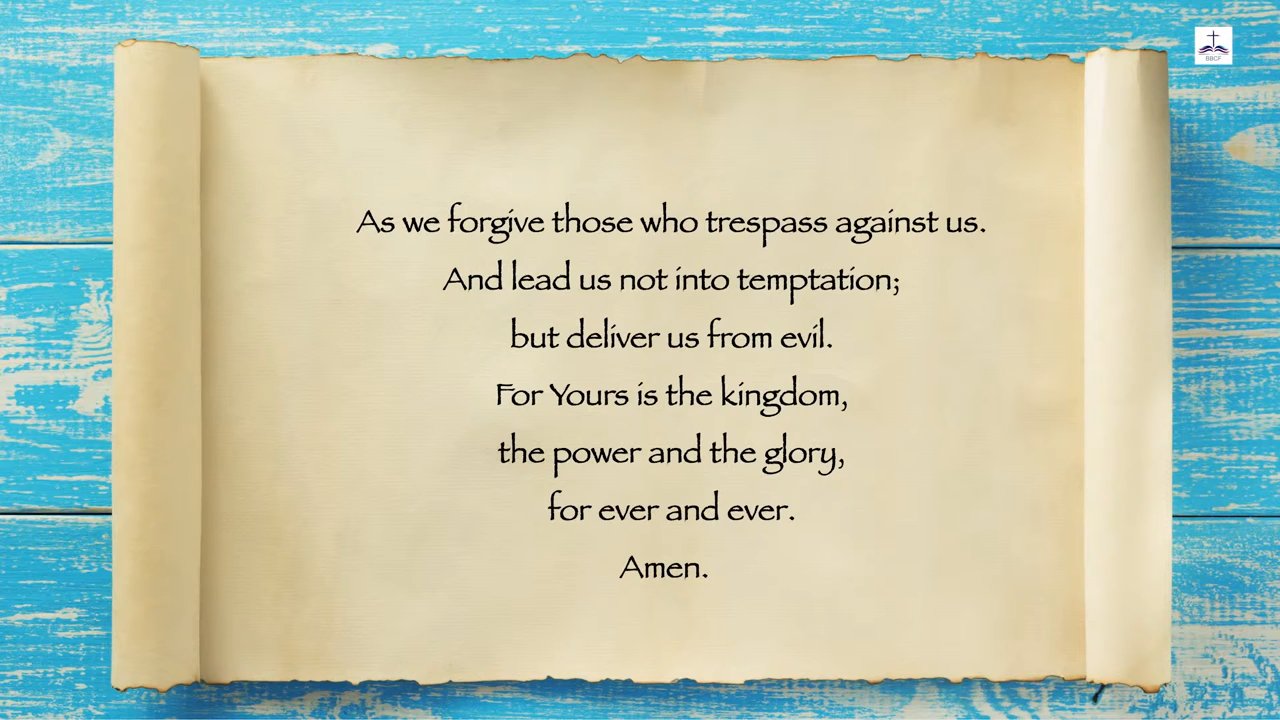 BBCF
As we forgive those who trespass against us.
And lead us not into temptation;
but deliver us from evil.
For Yours is the kingdom,
the power and the glory,
for ever and ever.
Amen.